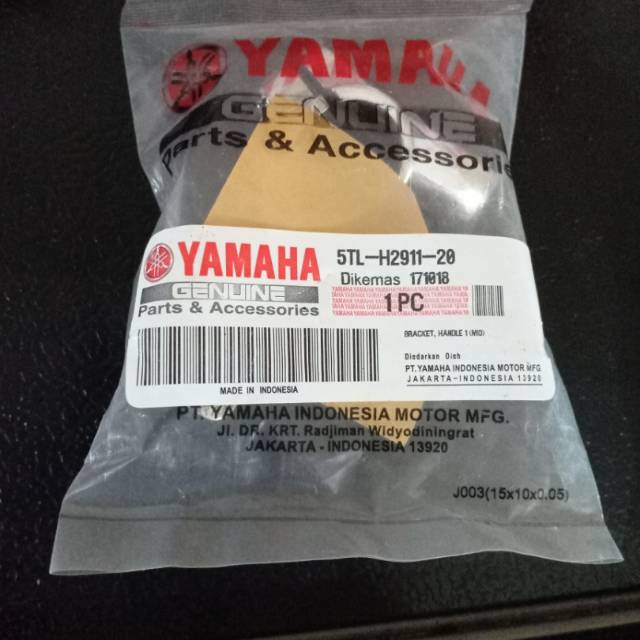 YAMAHA
GENUINE
Parts & Accessories
YAMAHA
GENUINE
Parts & Accessories
5TL-H2911-20
Dikemas 171018
1 PC
BRACKET, HANDLE 1 (MIO)
Diedarkan Oleh
PT. YAMAHA INDONESIA MOTOR MFG.
JAKARTA-INDONESIA 13920
MADE IN INDONESIA
PT. YAMAHA INDONESIA MOTOR MFG.
Jl. DR. KRT. Radjiman Widyodiningrat
JAKARTA - INDONESIA 13920
J003(15x10x0.05)